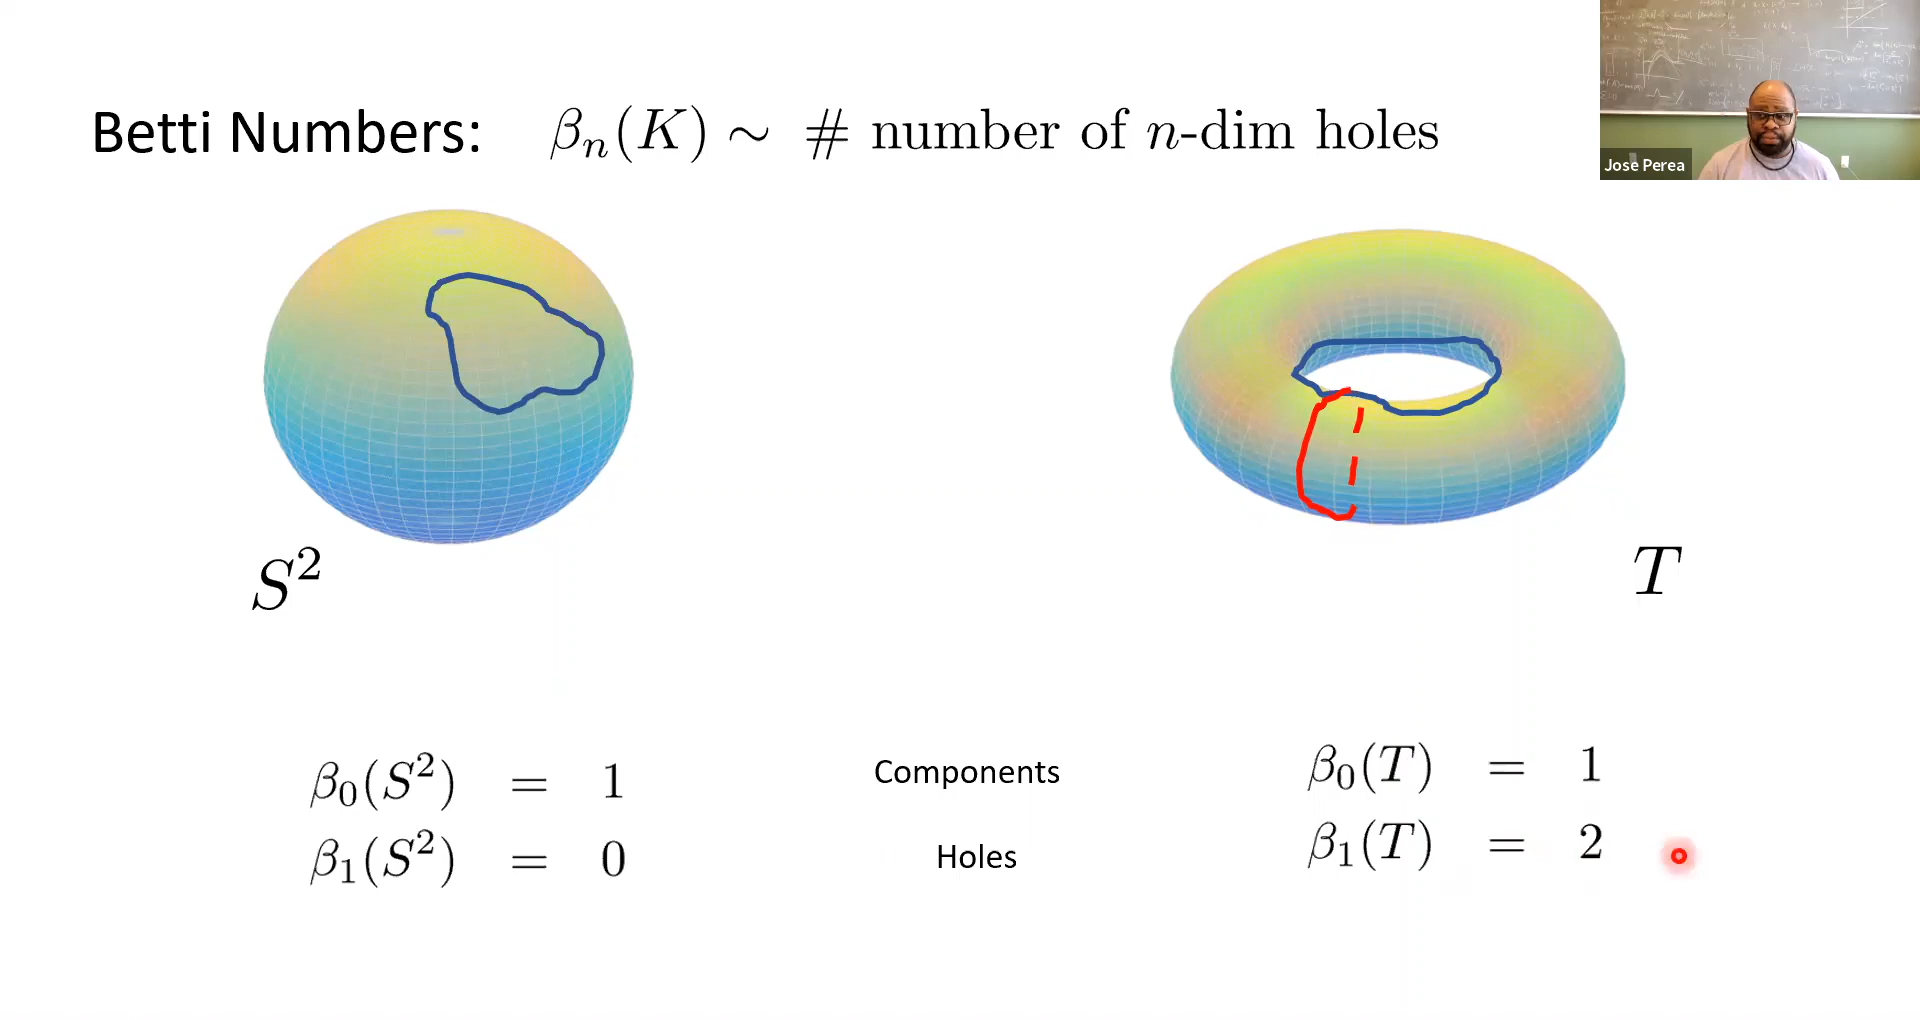 Betti Numbers: βₙ(K) ~ # number of n-dim holes
Jose Perea
S²
T
β₀(S²) = 1
Components
β₀(T) = 1
β₁(S²) = 0
Holes
β₁(T) = 2